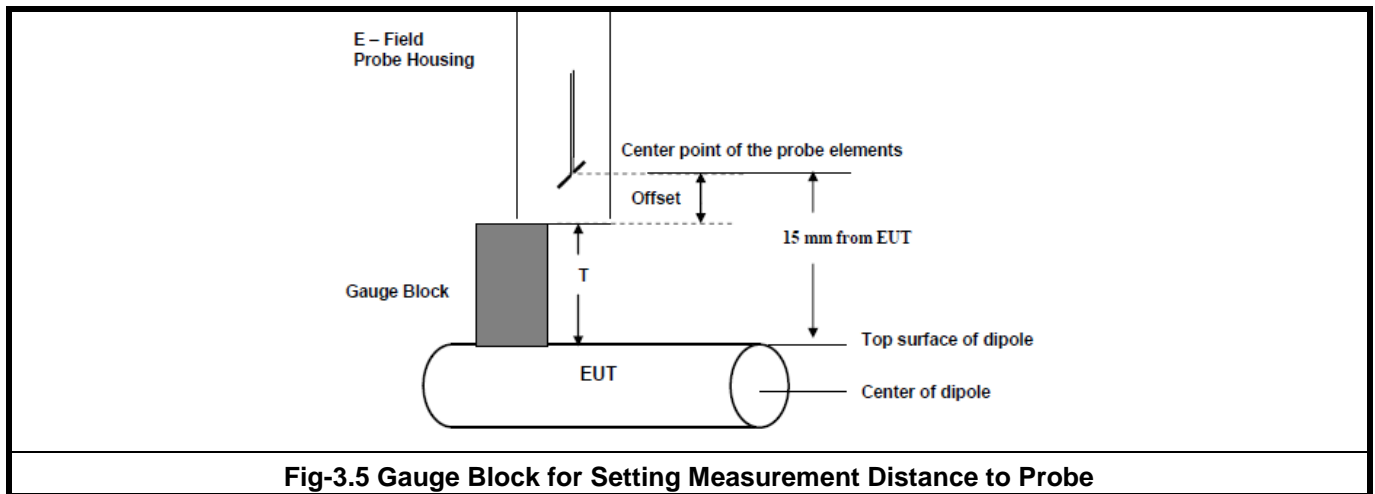 E – Field
Probe Housing
Center point of the probe elements
Offset
15 mm from EUT
T
Gauge Block
Top surface of dipole
EUT
Center of dipole
Fig-3.5 Gauge Block for Setting Measurement Distance to Probe